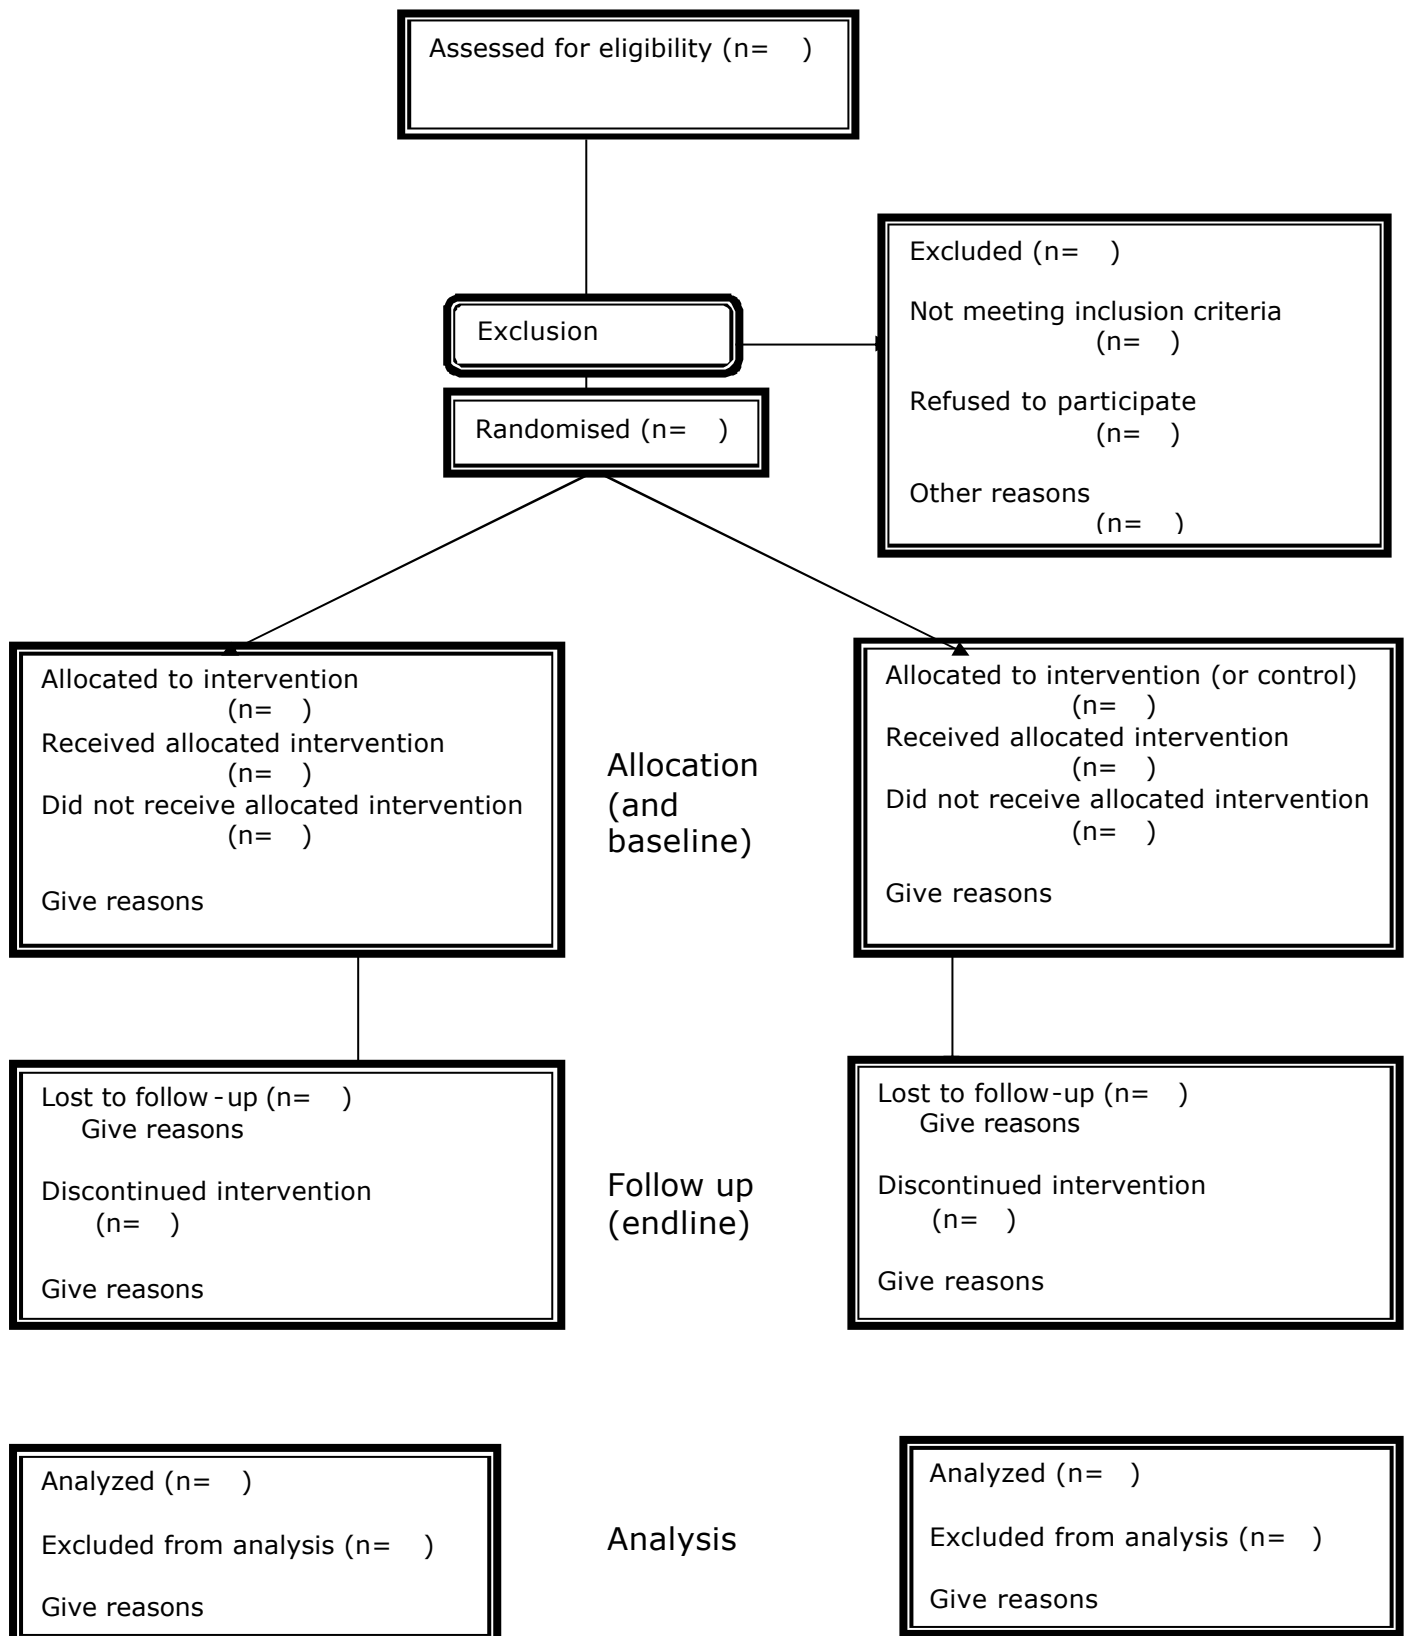 Assessed for eligibility (n=   )
Excluded (n=   )
Not meeting inclusion criteria
(n=   )
Refused to participate
(n=   )
Other reasons
(n=   )
Exclusion
Randomised (n=   )
Allocated to intervention
(n=   )
Received allocated intervention
(n=   )
Did not receive allocated intervention
(n=   )
Give reasons
Allocation
(and
baseline)
Allocated to intervention (or control)
(n=   )
Received allocated intervention
(n=   )
Did not receive allocated intervention
(n=   )
Give reasons
Lost to follow-up (n=   )
Give reasons
Discontinued intervention
(n=   )
Give reasons
Follow up
(endline)
Lost to follow-up (n=   )
Give reasons
Discontinued intervention
(n=   )
Give reasons
Analyzed (n=   )
Excluded from analysis (n=   )
Give reasons
Analysis
Analyzed (n=   )
Excluded from analysis (n=   )
Give reasons